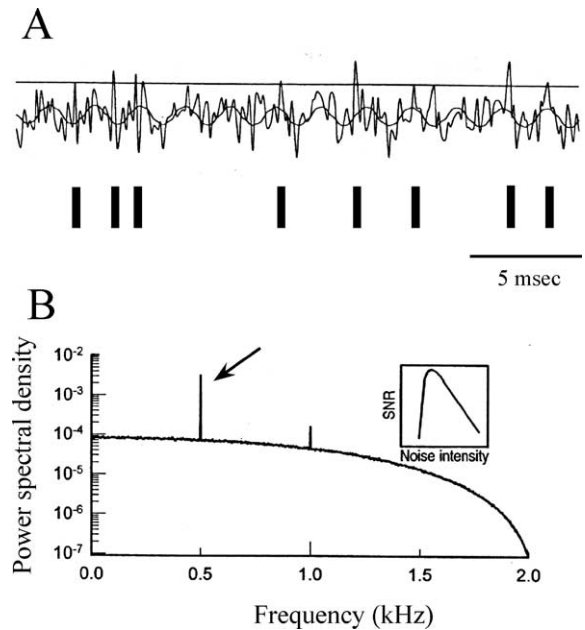 A
5 msec
B
Power spectral density
10-2
10-3
10-4
10-5
10-6
10-7
SNR
Noise intensity
0.0 0.5 1.0 1.5 2.0
Frequency (kHz)